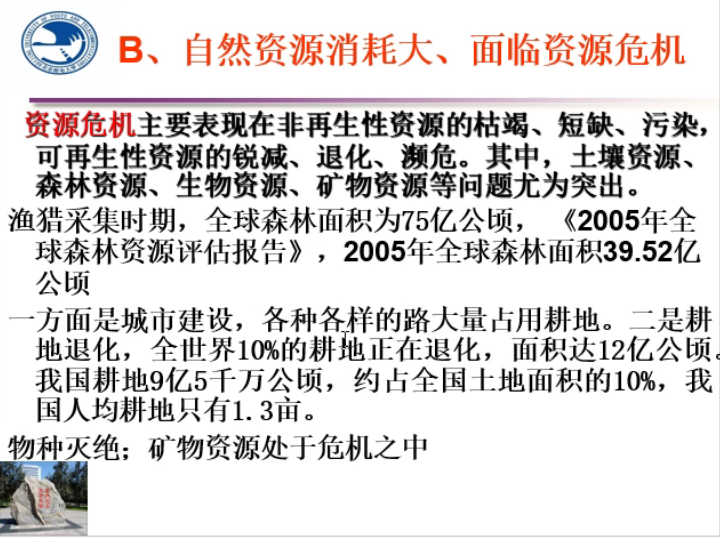 B、自然资源消耗大、面临资源危机
资源危机主要表现在非再生性资源的枯竭、短缺、污染，
可再生性资源的锐减、退化、濒危。其中，土壤资源、
森林资源、生物资源、矿物资源等问题尤为突出。
渔猎采集时期，全球森林面积为75亿公顷，《2005年全
球森林资源评估报告》，2005年全球森林面积39.52亿
公顷
一方面是城市建设，各种各样的路大量占用耕地。二是耕
地退化，全世界10%的耕地正在退化，面积达12亿公顷。
我国耕地9亿5千万公顷，约占全国土地面积的10%，我
国人均耕地只有1.3亩。
物种灭绝；矿物资源处于危机之中